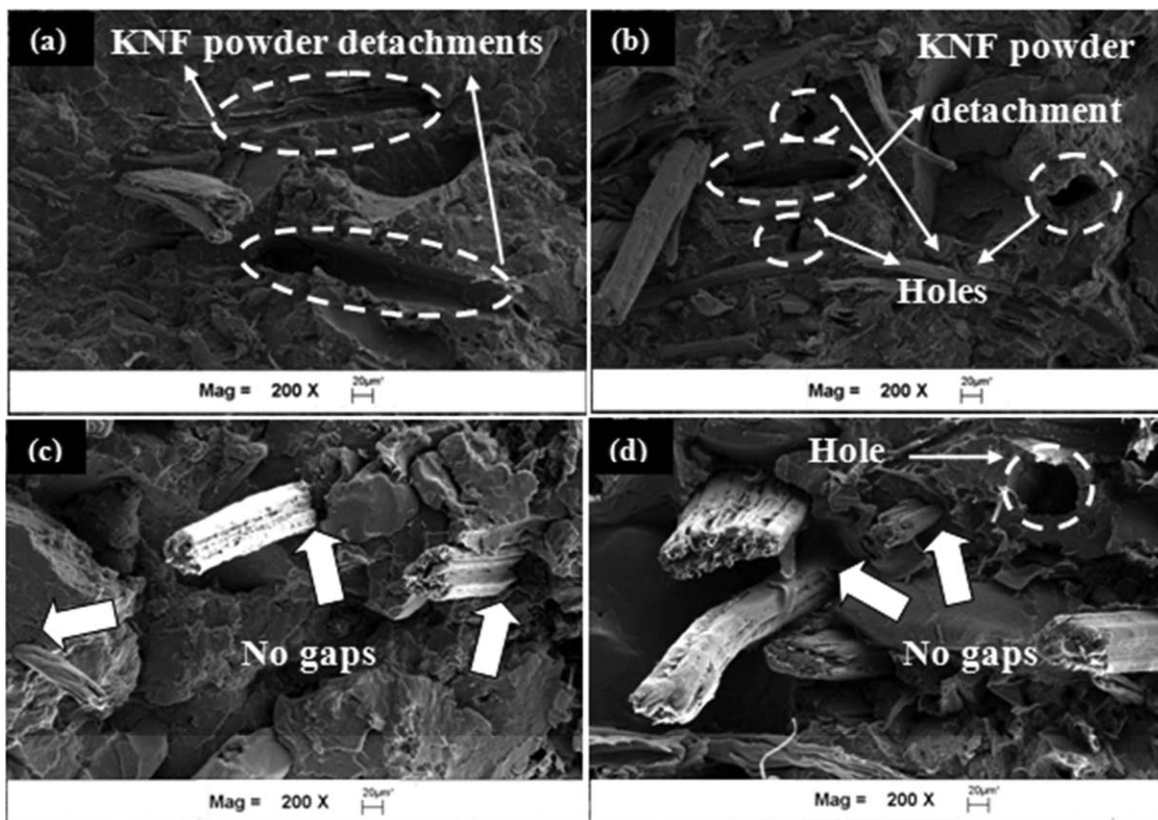 (a)
KNF powder detachments
Mag = 200 X 20µm
(b)
KNF powder
detachment
Holes
Mag = 200 X 20µm
(c)
No gaps
Mag = 200 X 20µm
(d)
Hole
No gaps
Mag = 200 X 20µm